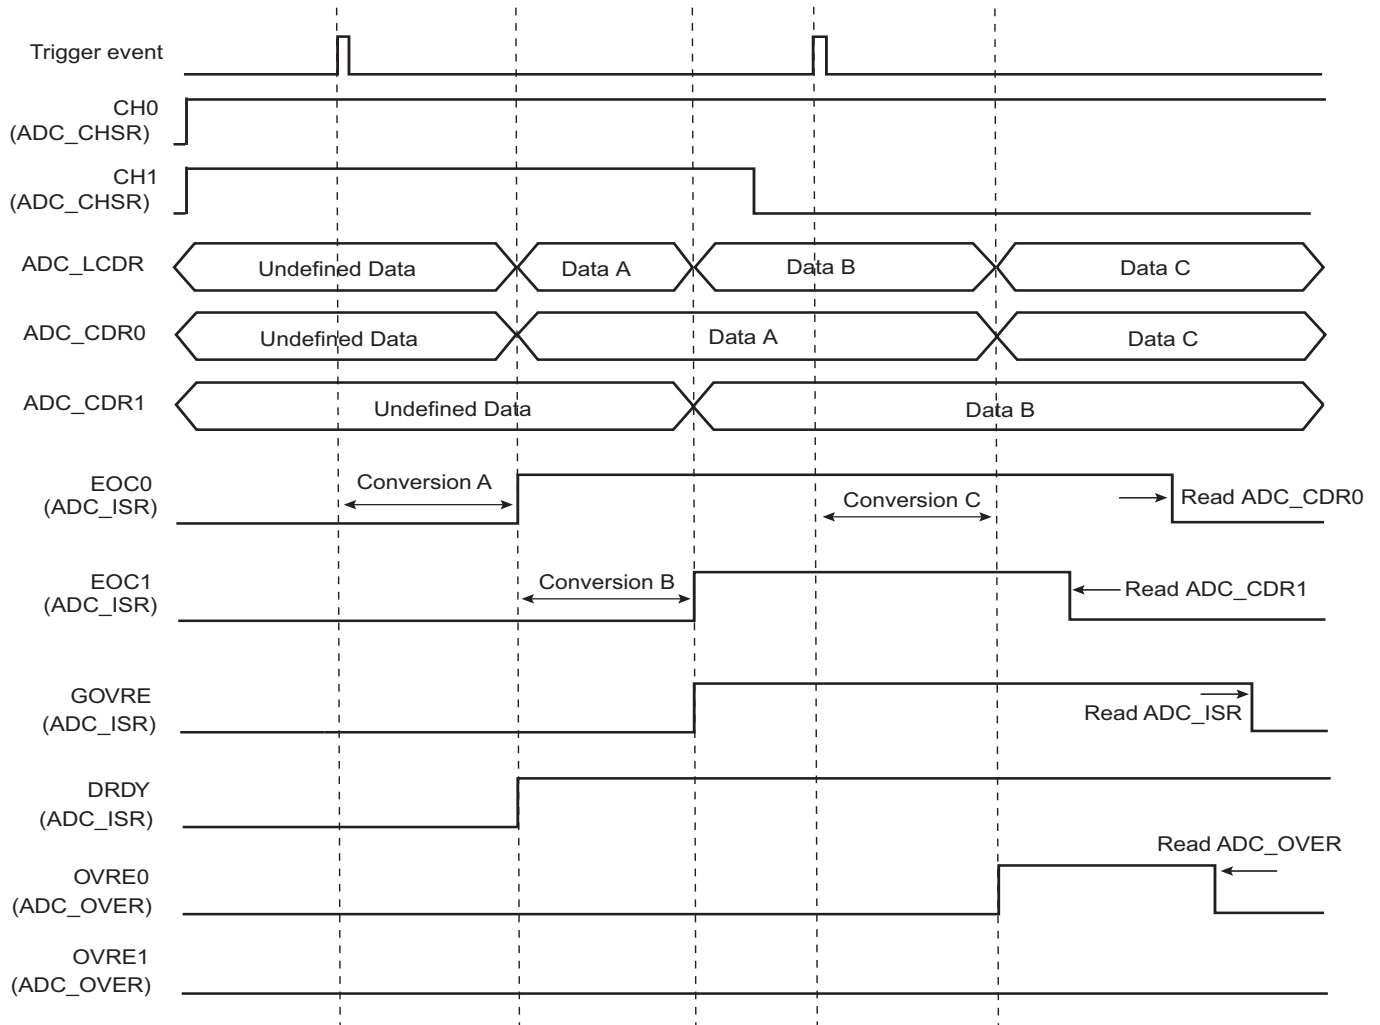 Trigger event
CH0
(ADC_CHSR)
CH1
(ADC_CHSR)
ADC_LCDR
Undefined Data
Data A
Data B
Data C
ADC_CDR0
Undefined Data
Data A
Data C
ADC_CDR1
Undefined Data
Data B
EOC0
(ADC_ISR)
Conversion A
Conversion C
Read ADC_CDR0
EOC1
(ADC_ISR)
Conversion B
Read ADC_CDR1
GOVRE
(ADC_ISR)
Read ADC_ISR
DRDY
(ADC_ISR)
Read ADC_OVER
OVRE0
(ADC_OVER)
OVRE1
(ADC_OVER)